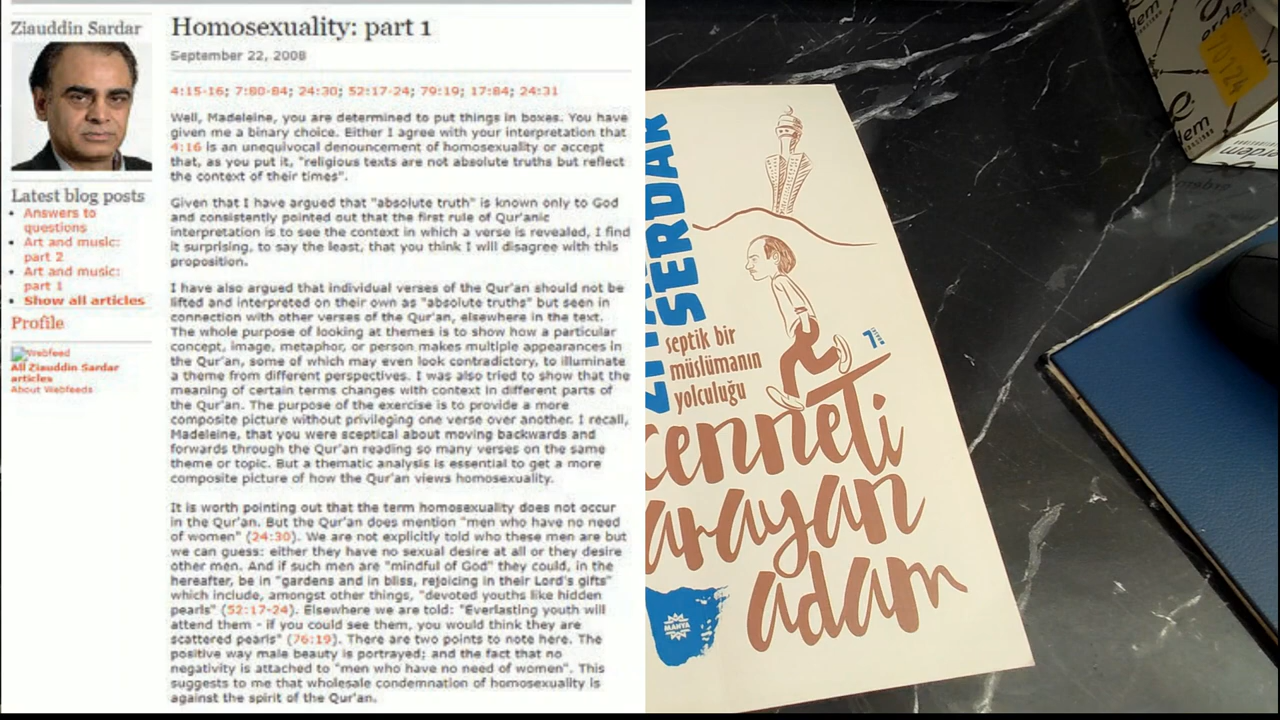 Ziauddin Sardar
Latest blog posts
Answers to
questions
Art and music:
part 2
Art and music:
part 1
Show all articles
Profile
Webfeed
All Ziauddin Sardar
articles
About Webfeeds
Homosexuality: part 1
September 22, 2008
4:15-16; 7:80-84; 24:30; 52:17-24; 79:19; 17:84; 24:31
Well, Madeleine, you are determined to put things in boxes. You have
given me a binary choice. Either I agree with your interpretation that
4:16 is an unequivocal denouncement of homosexuality or accept
that, as you put it, "religious texts are not absolute truths but reflect
the context of their times".
Given that I have argued that "absolute truth" is known only to God
and consistently pointed out that the first rule of Qur'anic
interpretation is to see the context in which a verse is revealed, I find
it surprising, to say the least, that you think I will disagree with this
proposition.
I have also argued that individual verses of the Qur'an should not be
lifted and interpreted on their own as "absolute truths" but seen in
connection with other verses of the Qur'an, elsewhere in the text.
The whole purpose of looking at themes is to show how a particular
concept, image, metaphor, or person makes multiple appearances in
the Qur'an, some of which may even look contradictory, to illuminate
a theme from different perspectives. I was also tried to show that the
meaning of certain terms changes with context in different parts of
the Qur'an. The purpose of the exercise is to provide a more
composite picture without privileging one verse over another. I recall,
Madeleine, that you were sceptical about moving backwards and
forwards through the Qur'an reading so many verses on the same
theme or topic. But a thematic analysis is essential to get a more
composite picture of how the Qur'an views homosexuality.
It is worth pointing out that the term homosexuality does not occur
in the Qur'an. But the Qur'an does mention "men who have no need
of women" (24:30). We are not explicitly told who these men are but
we can guess: either they have no sexual desire at all or they desire
other men. And if such men are "mindful of God" they could, in the
hereafter, be in "gardens and in bliss, rejoicing in their Lord's gifts"
which include, amongst other things, "devoted youths like hidden
pearls" (52:17-24). Elsewhere we are told: "Everlasting youth will
attend them - if you could see them, you would think they are
scattered pearls" (76:19). There are two points to note here. The
positive way male beauty is portrayed; and the fact that no
negativity is attached to "men who have no need of women". This
suggests to me that wholesale condemnation of homosexuality is
against the spirit of the Qur'an.
SERDAR
septik bir
müslümanın
yolculuğu
cenneti
arayan
adam
MAHYA